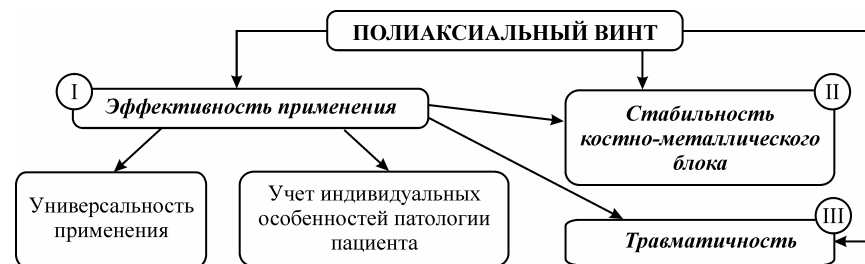 ПОЛИАКСИАЛЬНЫЙ ВИНТ
I
Эффективность применения
II
Стабильность
костно-металлического
блока
Универсальность
применения
Учет индивидуальных
особенностей патологии
пациента
III
Травматичность